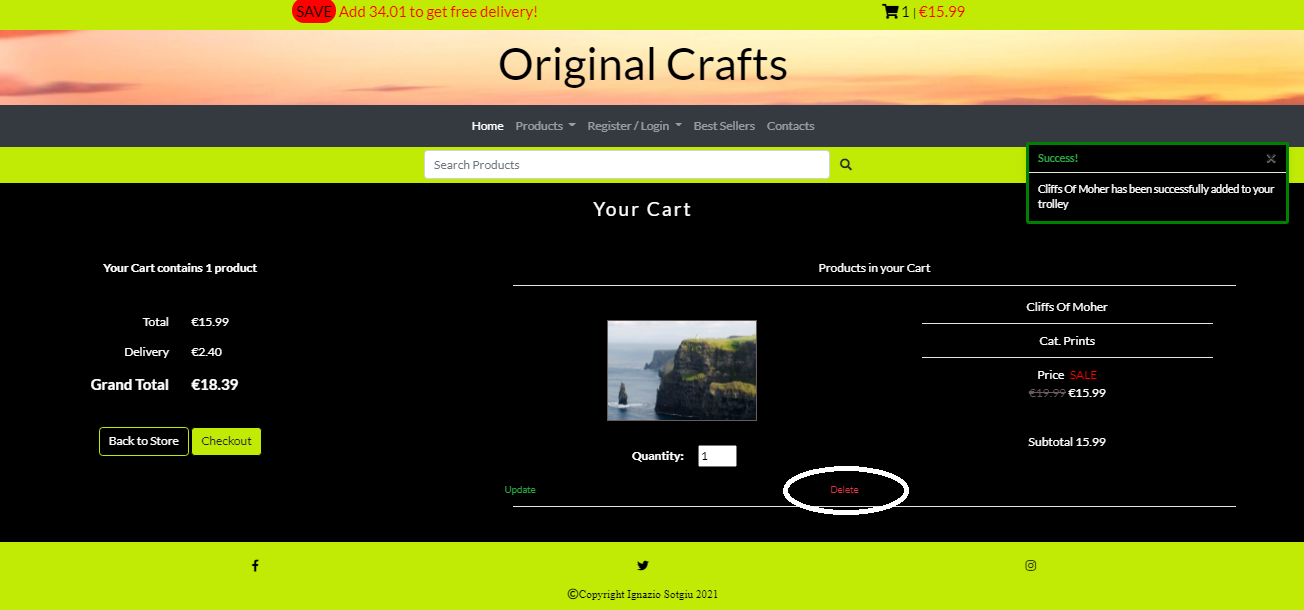 SAVE Add 34.01 to get free delivery!
1 | €15.99
Original Crafts
Home Products Register / Login Best Sellers Contacts
Search Products
Success!
Cliffs Of Moher has been successfully added to your
trolley
Your Cart
Your Cart contains 1 product
Total €15.99
Delivery €2.40
Grand Total €18.39
Back to Store Checkout
Products in your Cart
Cliffs Of Moher
Cat. Prints
Price SALE
€19.99 €15.99
Subtotal 15.99
Quantity: 1
Update Delete
©Copyright Ignazio Sotgiu 2021